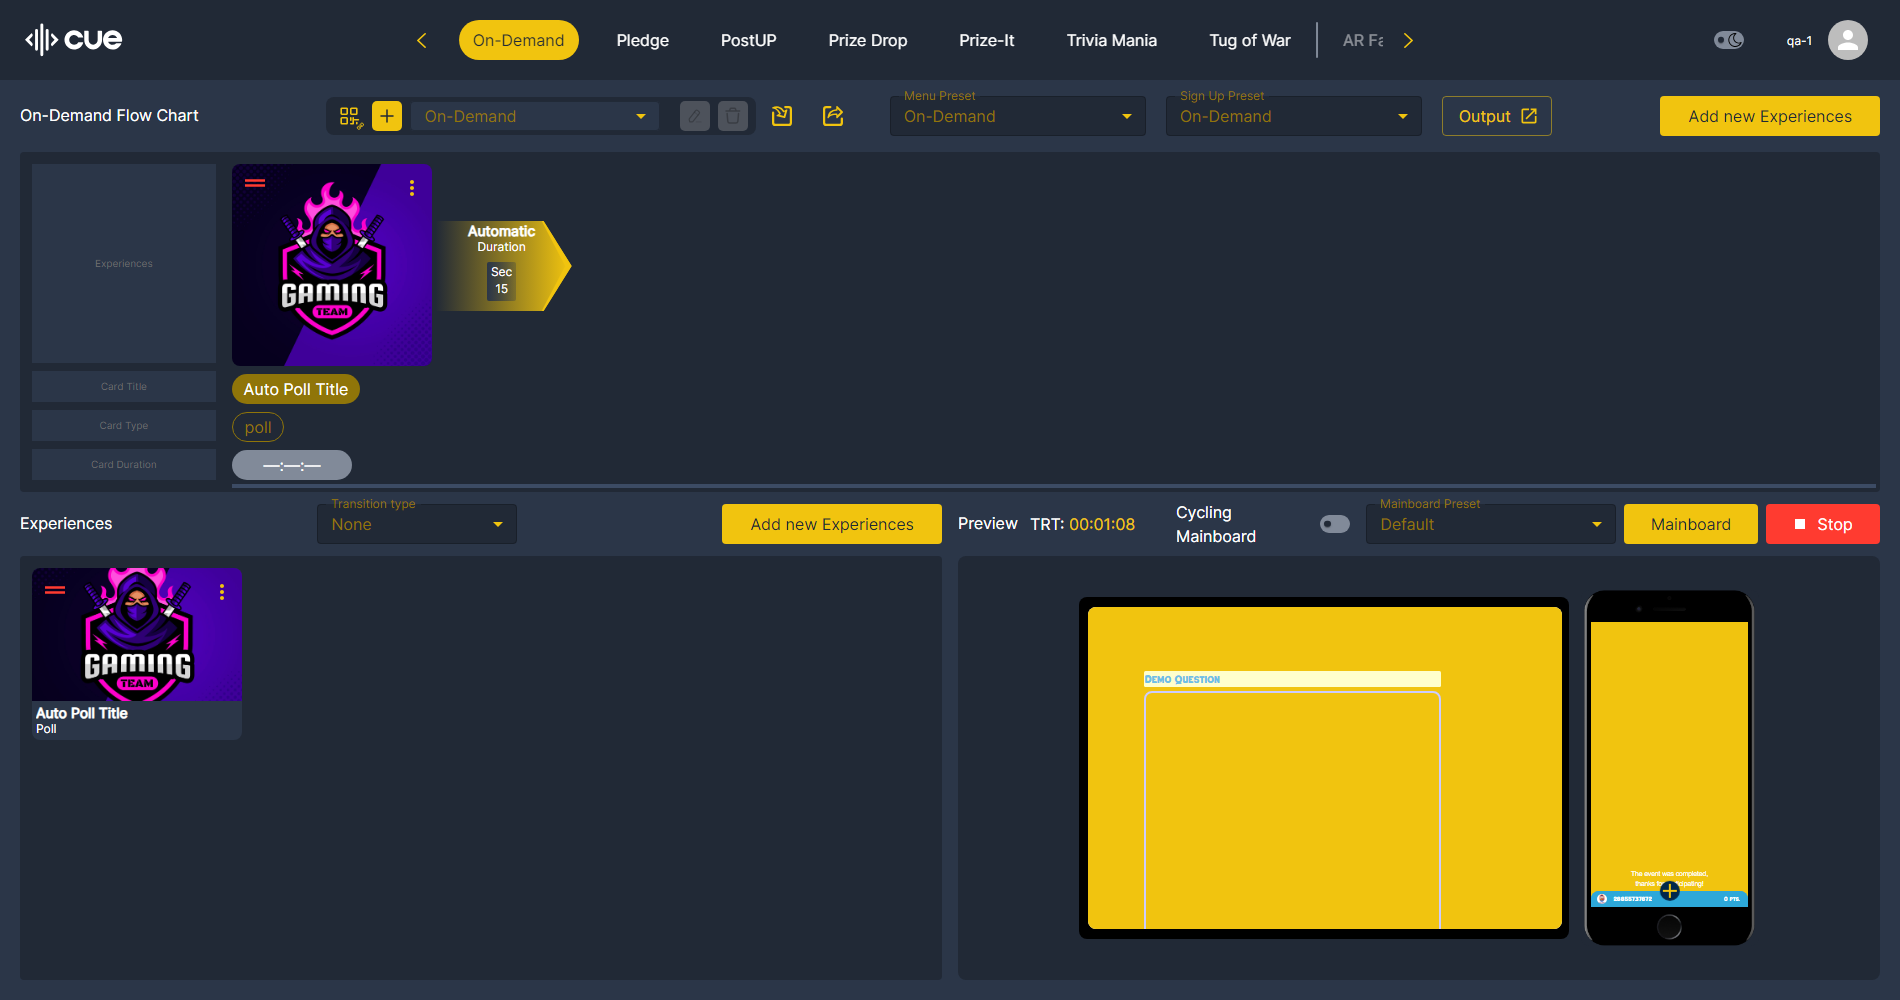 cue
On-Demand
Pledge
PostUP
Prize Drop
Prize-It
Trivia Mania
Tug of War
AR Fa
qa-1
On-Demand Flow Chart
On-Demand
Menu Preset
On-Demand
Sign Up Preset
On-Demand
Output
Add new Experiences
Experiences
GAMING
TEAM
Automatic
Duration
Sec
15
Card Title
Auto Poll Title
Card Type
poll
Card Duration
—:—:—
Experiences
Transition type
None
Add new Experiences
Preview
TRT: 00:01:08
Cycling
Mainboard
Mainboard Preset
Default
Mainboard
Stop
GAMING
TEAM
Auto Poll Title
Poll
Demo Question
The event was completed,
thanks for
0 PTS.